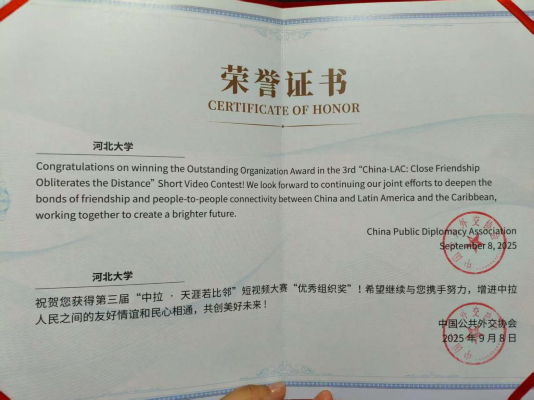 荣誉证书
CERTIFICATE OF HONOR
河北大学
Congratulations on winning the Outstanding Organization Award in the 3rd “China-LAC: Close Friendship
Obliterates the Distance” Short Video Contest! We look forward to continuing our joint efforts to deepen the
bonds of friendship and people-to-people connectivity between China and Latin America and the Caribbean,
working together to create a brighter future.
China Public Diplomacy Association
September 8, 2025
河北大学
祝贺您获得第三届“中拉 · 天涯若比邻”短视频大赛“优秀组织奖”！希望继续与您携手努力，增进中拉
人民之间的友好情谊和民心相通，共创美好未来！
中国公共外交协会
2025 年 9 月 8 日